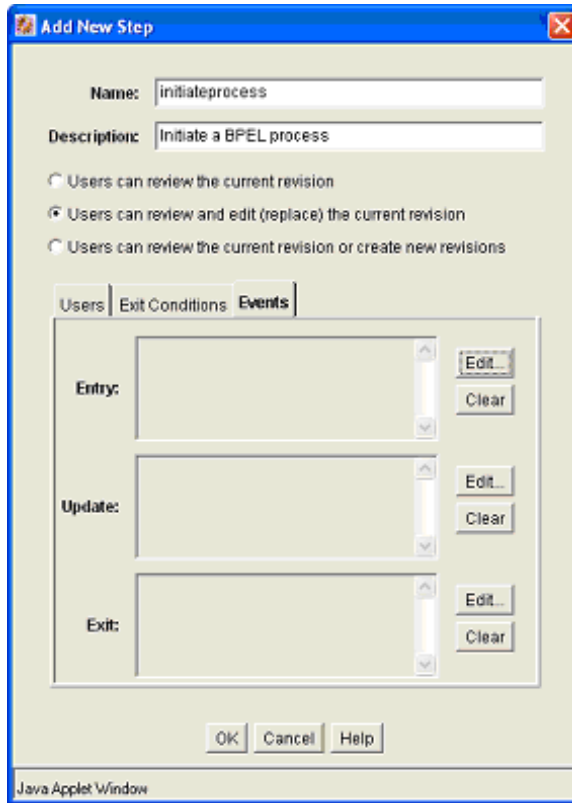 Add New Step
Name: initiateprocess
Description: Initiate a BPEL process
Users can review the current revision
Users can review and edit (replace) the current revision
Users can review the current revision or create new revisions
Users Exit Conditions Events
Entry:
Edit...
Clear
Update:
Edit...
Clear
Exit:
Edit...
Clear
OK Cancel Help
Java Applet Window